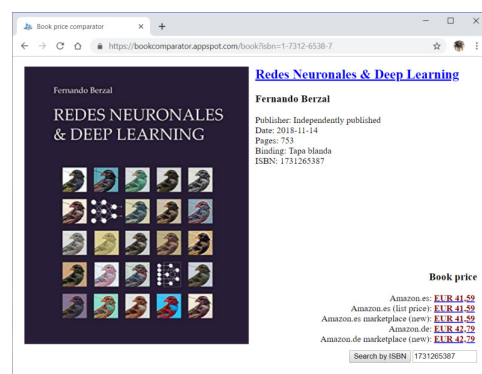 Book price comparator
https://bookcomparator.appspot.com/book?isbn=1-7312-6538-7
Fernando Berzal
REDES NEURONALES
& DEEP LEARNING
Redes Neuronales & Deep Learning
Fernando Berzal
Publisher: Independently published
Date: 2018-11-14
Pages: 753
Binding: Tapa blanda
ISBN: 1731265387
Book price
Amazon.es: EUR 41,59
Amazon.es (list price): EUR 41,59
Amazon.es marketplace (new): EUR 41,59
Amazon.de: EUR 42,79
Amazon.de marketplace (new): EUR 42,79
Search by ISBN 1731265387